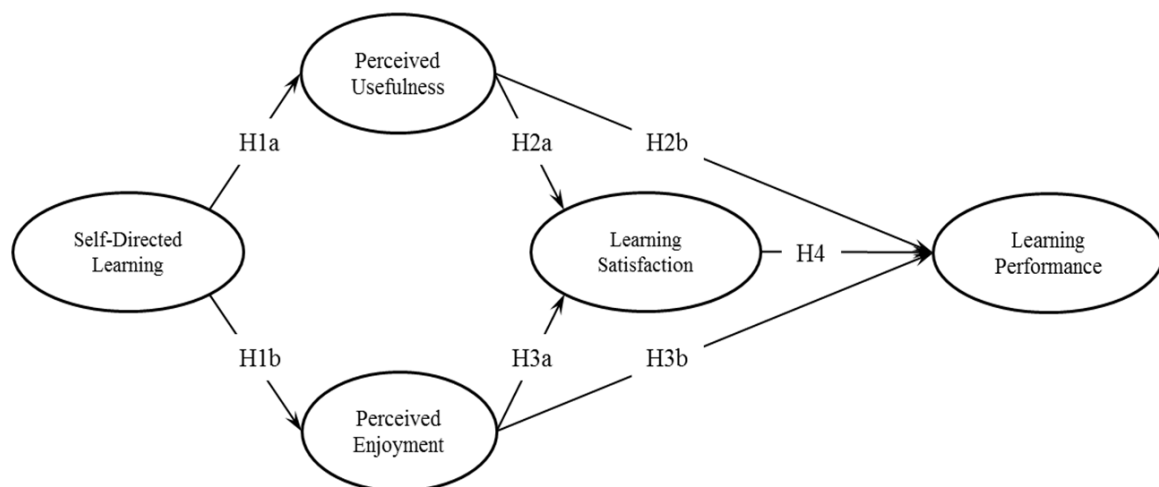 Perceived
Usefulness
H1a
H2a
H2b
Self-Directed
Learning
Learning
Satisfaction
H4
Learning
Performance
H1b
H3a
H3b
Perceived
Enjoyment